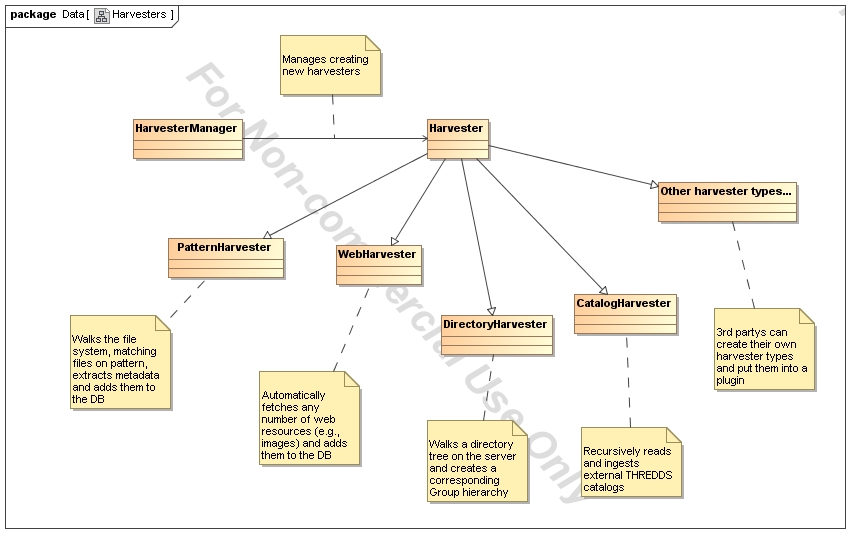 package Data[ Harvesters ]
Manages creating
new harvesters
HarvesterManager
Harvester
Other harvester types...
PatternHarvester
WebHarvester
CatalogHarvester
DirectoryHarvester
Walks the file
system, matching
files on pattern,
extracts metadata
and adds them to
the DB
Automatically
fetches any
number of web
resources (e.g.,
images) and adds
them to the DB
Walks a directory
tree on the server
and creates a
corresponding
Group hierarchy
Recursively reads
and ingests
external THREDDS
catalogs
3rd partys can
create their own
harvester types
and put them into a
plugin
For Non-commercial Use Only